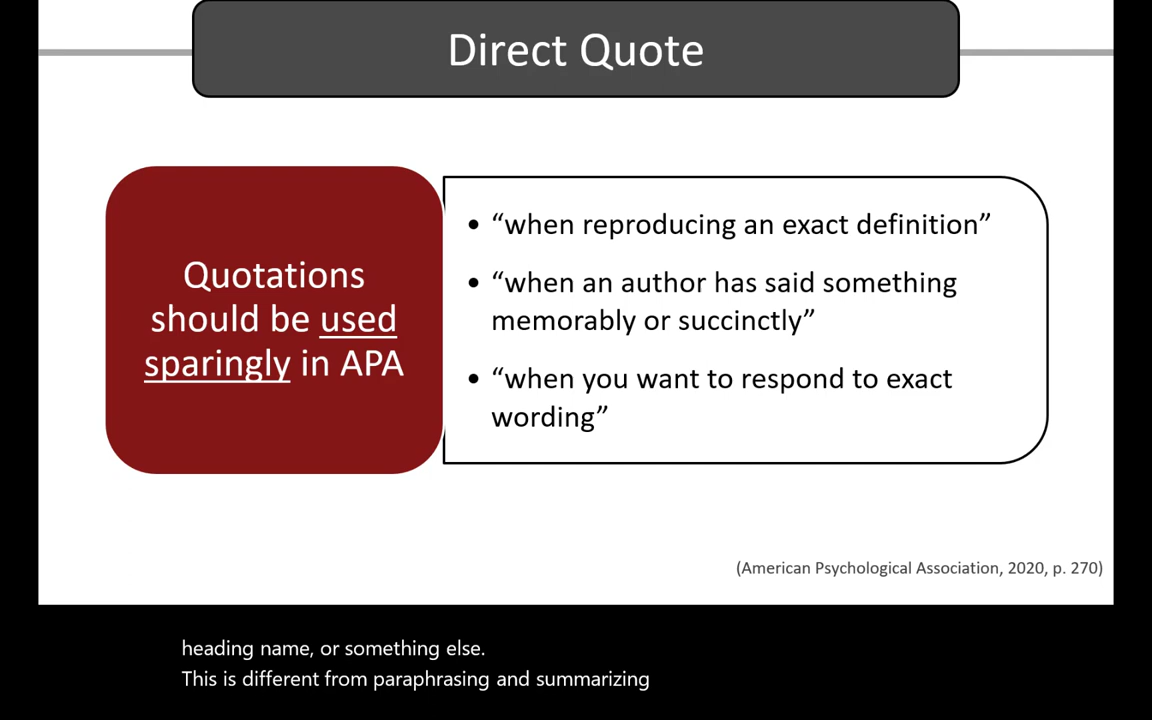 Direct Quote
Quotations
should be used
sparingly in APA
• “when reproducing an exact definition”
• “when an author has said something
memorably or succinctly”
• “when you want to respond to exact
wording”
(American Psychological Association, 2020, p. 270)
heading name, or something else.
This is different from paraphrasing and summarizing